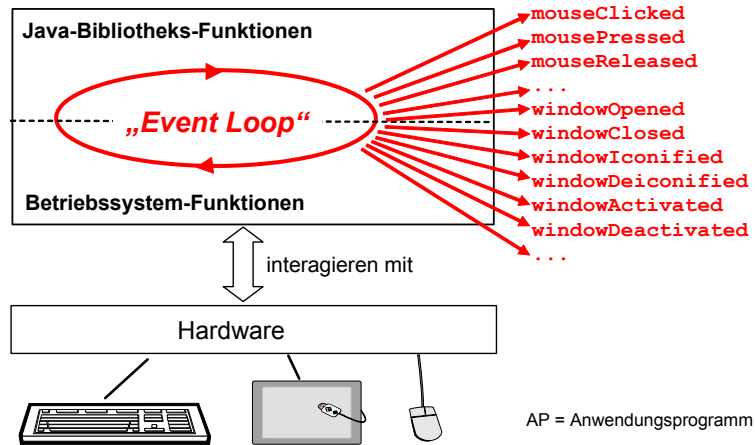 Java-Bibliotheks-Funktionen
„Event Loop“
Betriebssystem-Funktionen
mouseClicked
mousePressed
mouseReleased
...
windowOpened
windowClosed
windowIconified
windowDeiconified
windowActivated
windowDeactivated
...
interagieren mit
Hardware
AP = Anwendungsprogramm